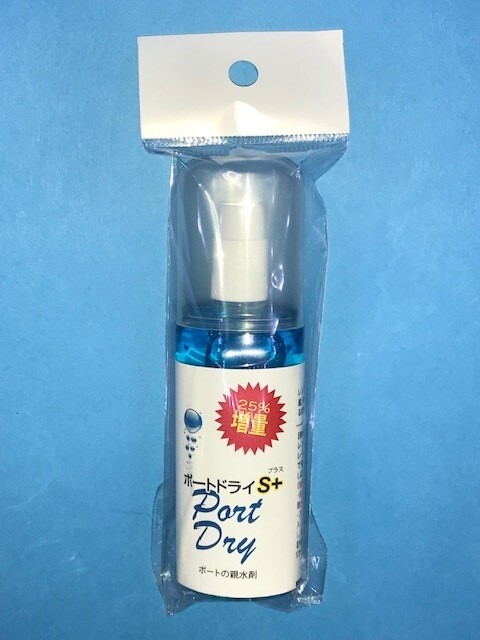 25%
増量
プラス
ポートドライS+
Port
Dry
ポートの親水剤